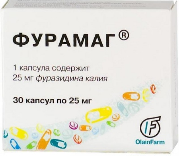 ФУРАМАГ®
1 капсула содержит
25 мг фуразидина калия
30 капсул по 25 мг
OlainFarm